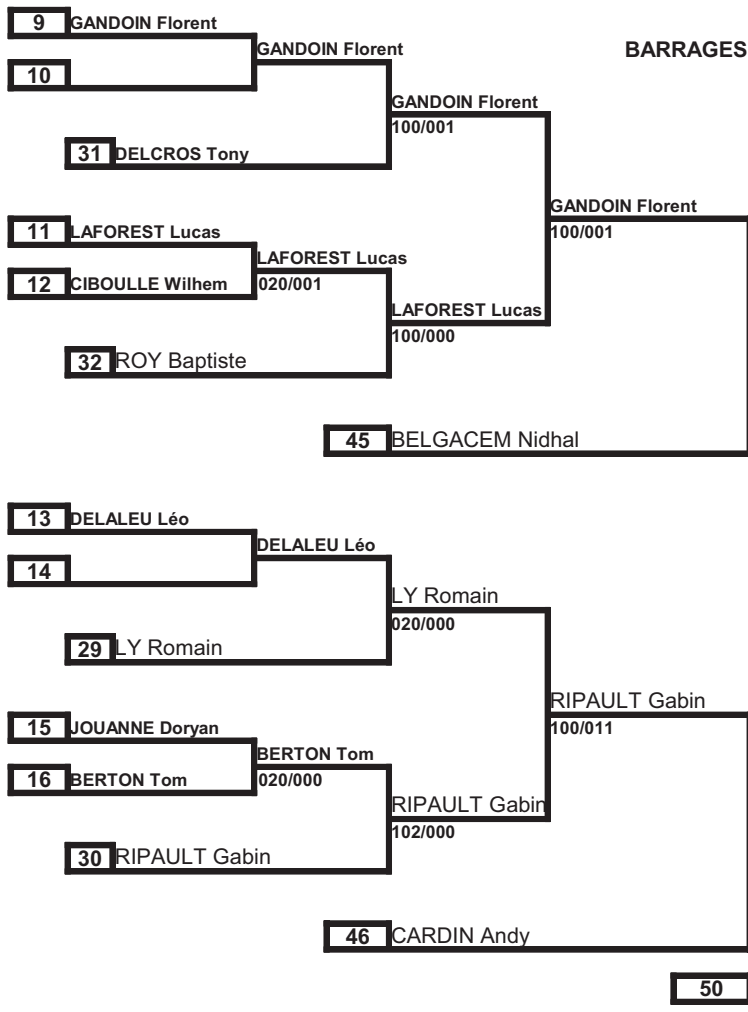 9 GANDOIN Florent
GANDOIN Florent
BARRAGES
10
GANDOIN Florent
100/001
31 DELCROS Tony
GANDOIN Florent
100/001
11 LAFOREST Lucas
LAFOREST Lucas
12 CIBOULLE Wilhem
020/001
LAFOREST Lucas
100/000
32 ROY Baptiste
45 BELGACEM Nidhal
13 DELALEU Léo
DELALEU Léo
14
LY Romain
020/000
29 LY Romain
RIPAULT Gabin
100/011
15 JOUANNE Doryan
BERTON Tom
16 BERTON Tom
020/000
RIPAULT Gabin
102/000
30 RIPAULT Gabin
46 CARDIN Andy
50